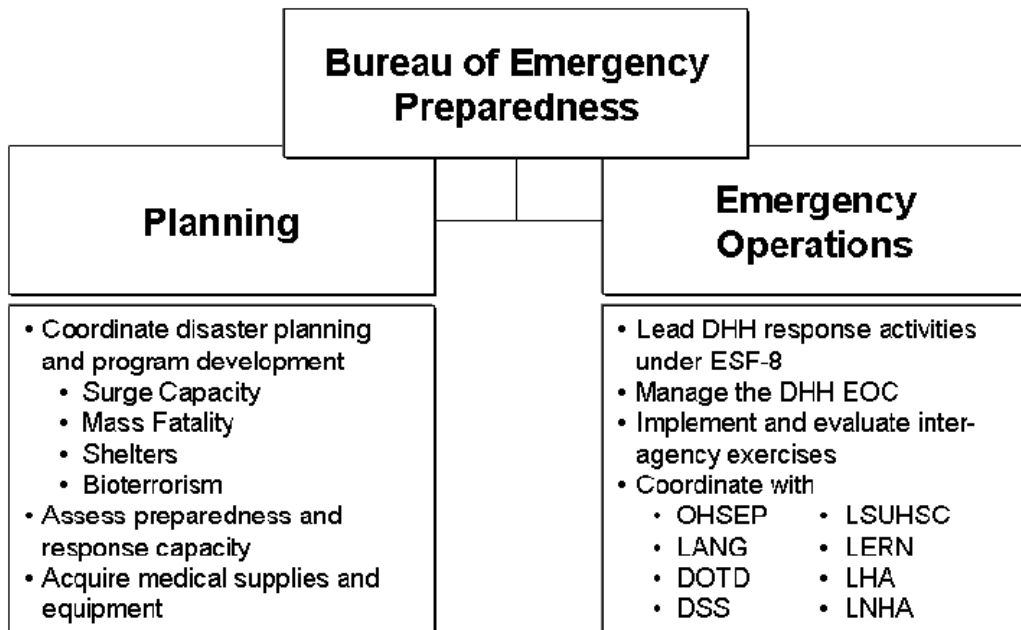 Bureau of Emergency
Preparedness
Planning
• Coordinate disaster planning
and program development
• Surge Capacity
• Mass Fatality
• Shelters
• Bioterrorism
• Assess preparedness and
response capacity
• Acquire medical supplies and
equipment
Emergency
Operations
• Lead DHH response activities
under ESF-8
• Manage the DHH EOC
• Implement and evaluate inter-
agency exercises
• Coordinate with
• OHSEP • LSUHSC
• LANG • LERN
• DOTD • LHA
• DSS • LNHA